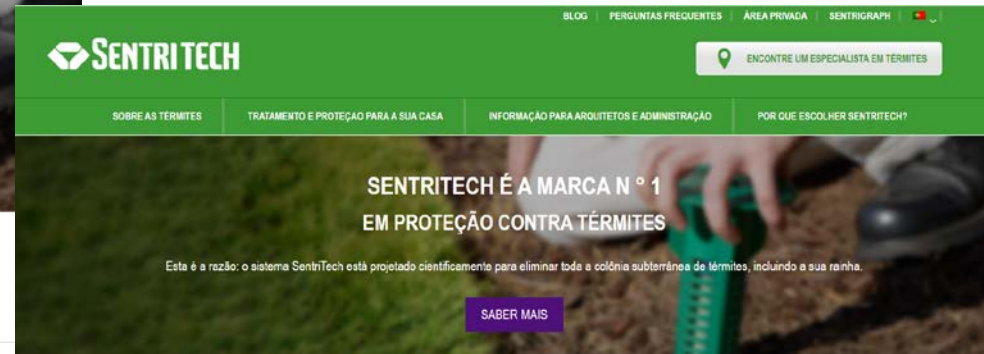 BLOG | PERGUNTAS FREQUENTES | ÁREA PRIVADA | SENTRIGRAPH
SENTRITECH
ENCONTRE UM ESPECIALISTA EM TÉRMITES
SOBRE AS TÉRMITES
TRATAMENTO E PROTEÇAO PARA A SUA CASA
INFORMAÇÃO PARA ARQUITETOS E ADMINISTRAÇÃO
POR QUE ESCOLHER SENTRITECH?
SENTRITECH É A MARCA N ° 1
EM PROTEÇÃO CONTRA TÉRMITES
Esta é a razão: o sistema SentriTech està projetado cientificamente para eliminar toda a colônia subterrânea de térmites, incluindo a sua rainha.
SABER MAIS